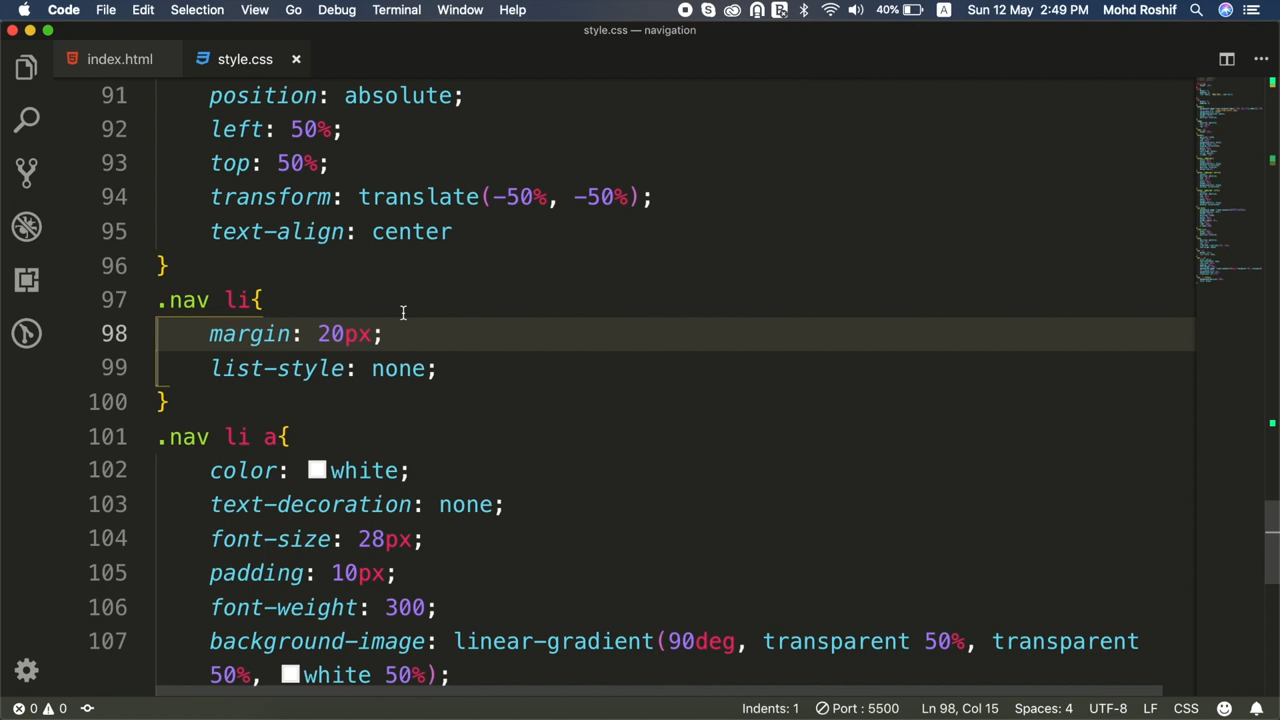 Code File Edit Selection View Go Debug Terminal Window Help 40% A Sun 12 May 2:49 PM Mohd Roshif
style.css — navigation
index.html style.css ×
91 position: absolute;
92 left: 50%;
93 top: 50%;
94 transform: translate(-50%, -50%);
95 text-align: center
96 }
97 .nav li{
98 margin: 20px;
99 list-style: none;
100 }
101 .nav li a{
102 color: white;
103 text-decoration: none;
104 font-size: 28px;
105 padding: 10px;
106 font-weight: 300;
107 background-image: linear-gradient(90deg, transparent 50%, transparent
50%, white 50%);
0 0 Indents: 1 Port : 5500 Ln 98, Col 15 Spaces: 4 UTF-8 LF CSS